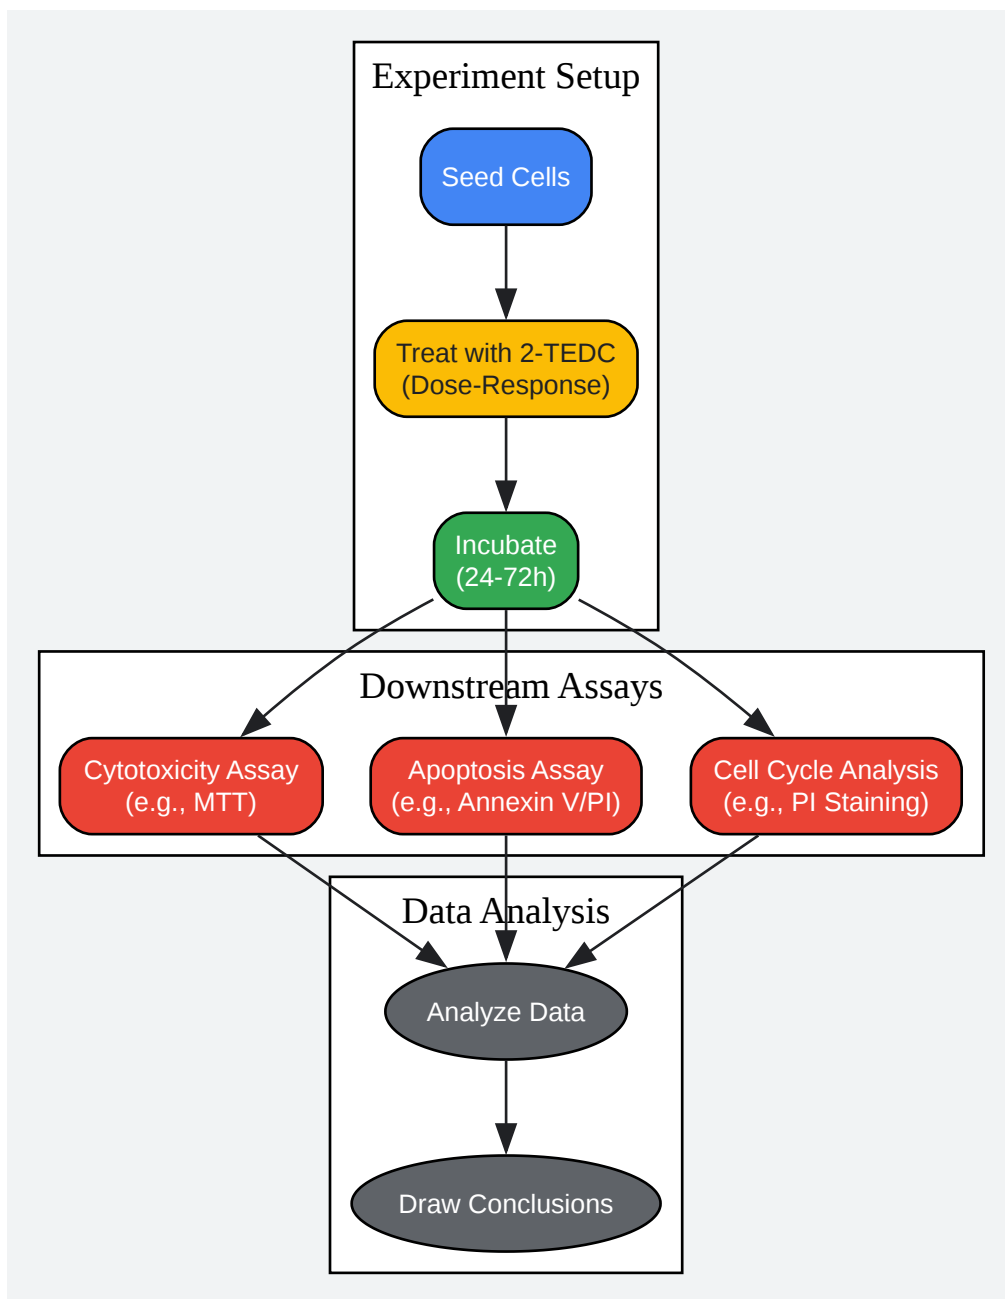 Experiment Setup
Seed Cells
Treat with 2-TEDC
(Dose-Response)
Incubate
(24-72h)
Downstream Assays
Cytotoxicity Assay
(e.g., MTT)
Apoptosis Assay
(e.g., Annexin V/PI)
Cell Cycle Analysis
(e.g., PI Staining)
Data Analysis
Analyze Data
Draw Conclusions